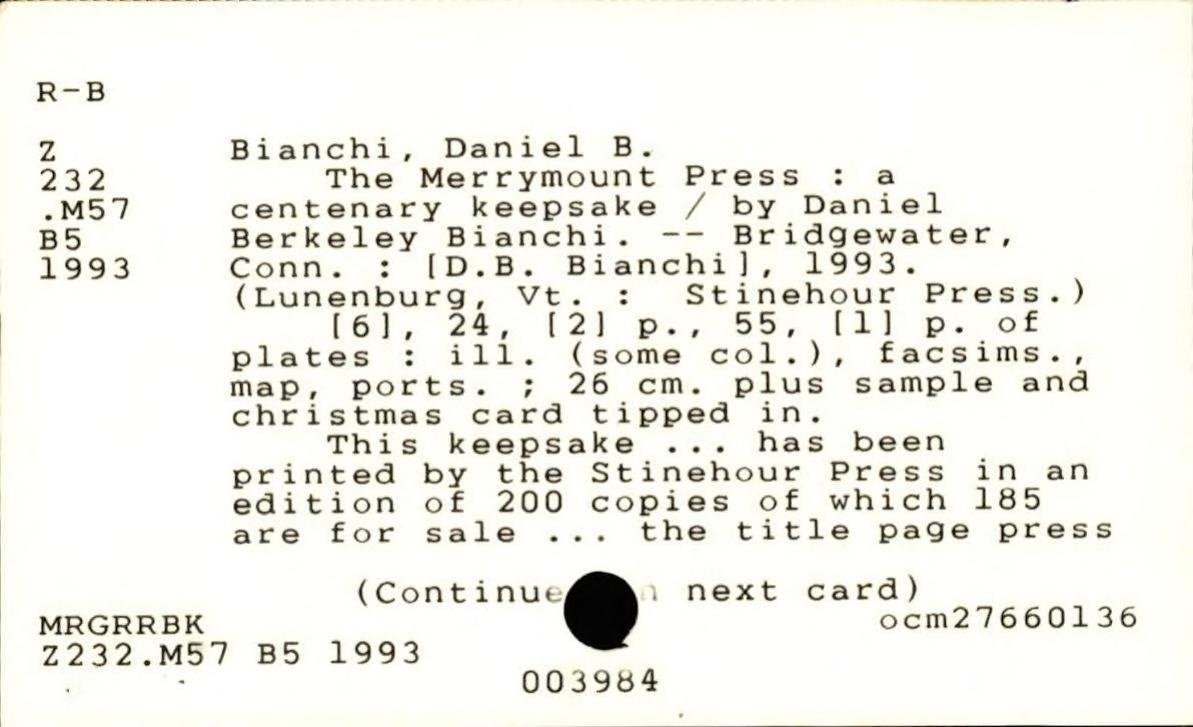 R-B
Z Bianchi, Daniel B.
232 The Merrymount Press : a
.M57 centenary keepsake / by Daniel
B5 Berkeley Bianchi. -- Bridgewater,
1993 Conn. : [D.B. Bianchi], 1993.
(Lunenburg, Vt. : Stinehour Press.)
[6], 24, [2] p., 55, [1] p. of
plates : ill. (some col.), facsims.,
map, ports. ; 26 cm. plus sample and
christmas card tipped in.
This keepsake ... has been
printed by the Stinehour Press in an
edition of 200 copies of which 185
are for sale ... the title page press
(Continue n next card)
MRGRRBK ocm27660136
Z232.M57 B5 1993
003984